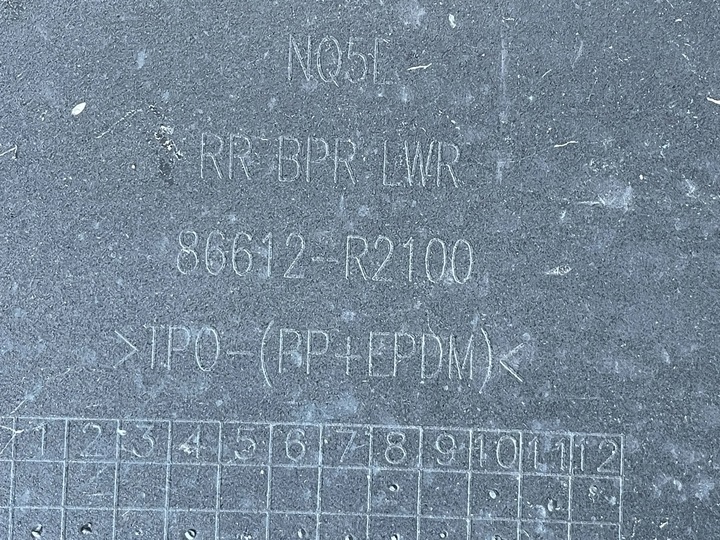 NQ5E
RR BPR LWR
86612-R2100
>TPO-(PP+EPDM)<
1 2 3 4 5 6 7 8 9 10 11 12